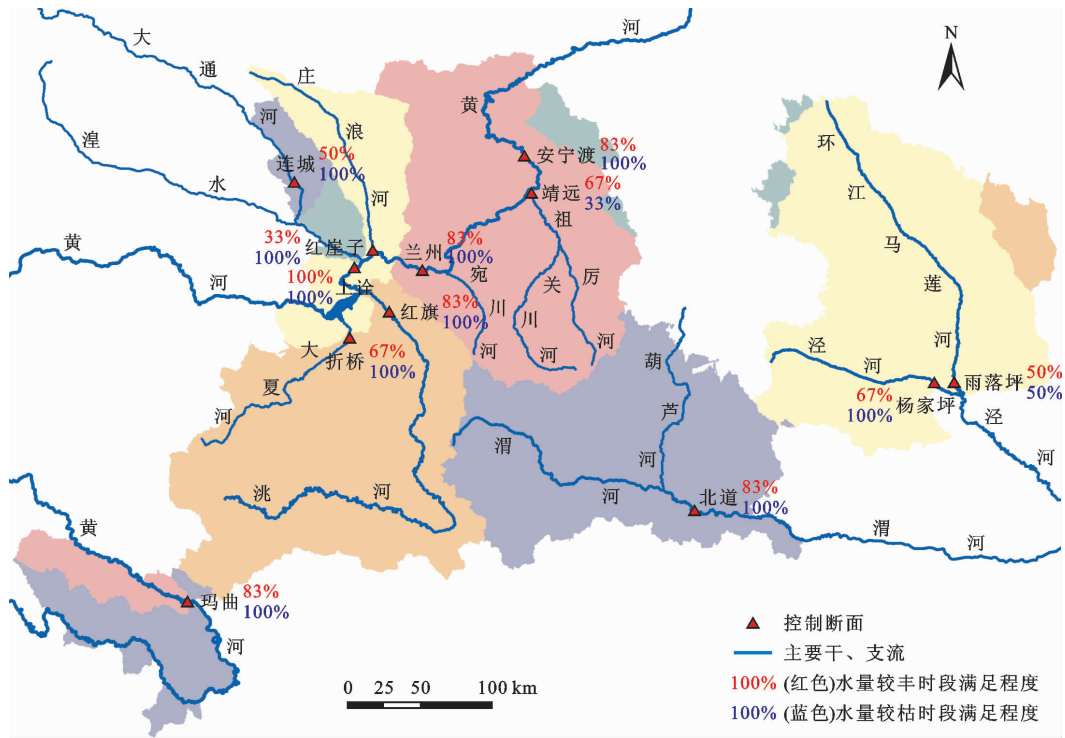 N
大
通
河
湟
水
庄
浪
河
黄
河
连城
50%
100%
安宁渡
83%
100%
靖远
67%
33%
祖
厉
河
关
川
河
宛
川
河
环
江
马
莲
河
黄
河
33%
100%
红崖子
100%
100%
上诠
兰州
83%
100%
红旗
83%
100%
大
夏
河
折桥
67%
100%
洮
河
葫
芦
河
渭
河
北道
83%
100%
渭
河
泾
河
67%
100%
杨家坪
雨落坪
50%
50%
泾
河
黄
河
玛曲
83%
100%
0 25 50 100 km
控制断面
主要干、支流
100% (红色)水量较丰时段满足程度
100% (蓝色)水量较枯时段满足程度